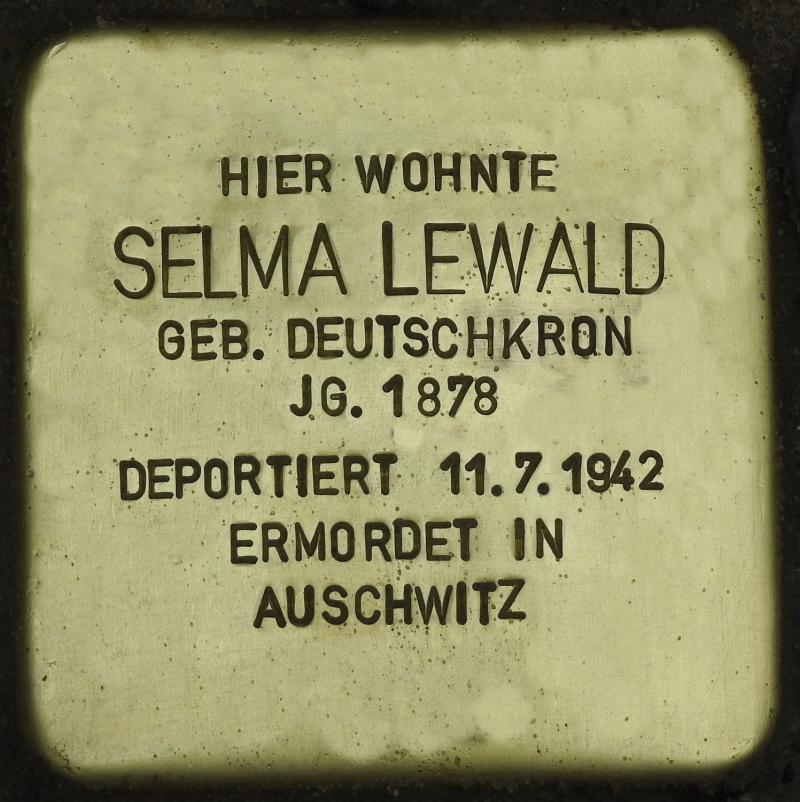 HIER WOHNTE
SELMA LEWALD
GEB. DEUTSCHKRON
JG. 1878
DEPORTIERT 11.7.1942
ERMORDET IN
AUSCHWITZ